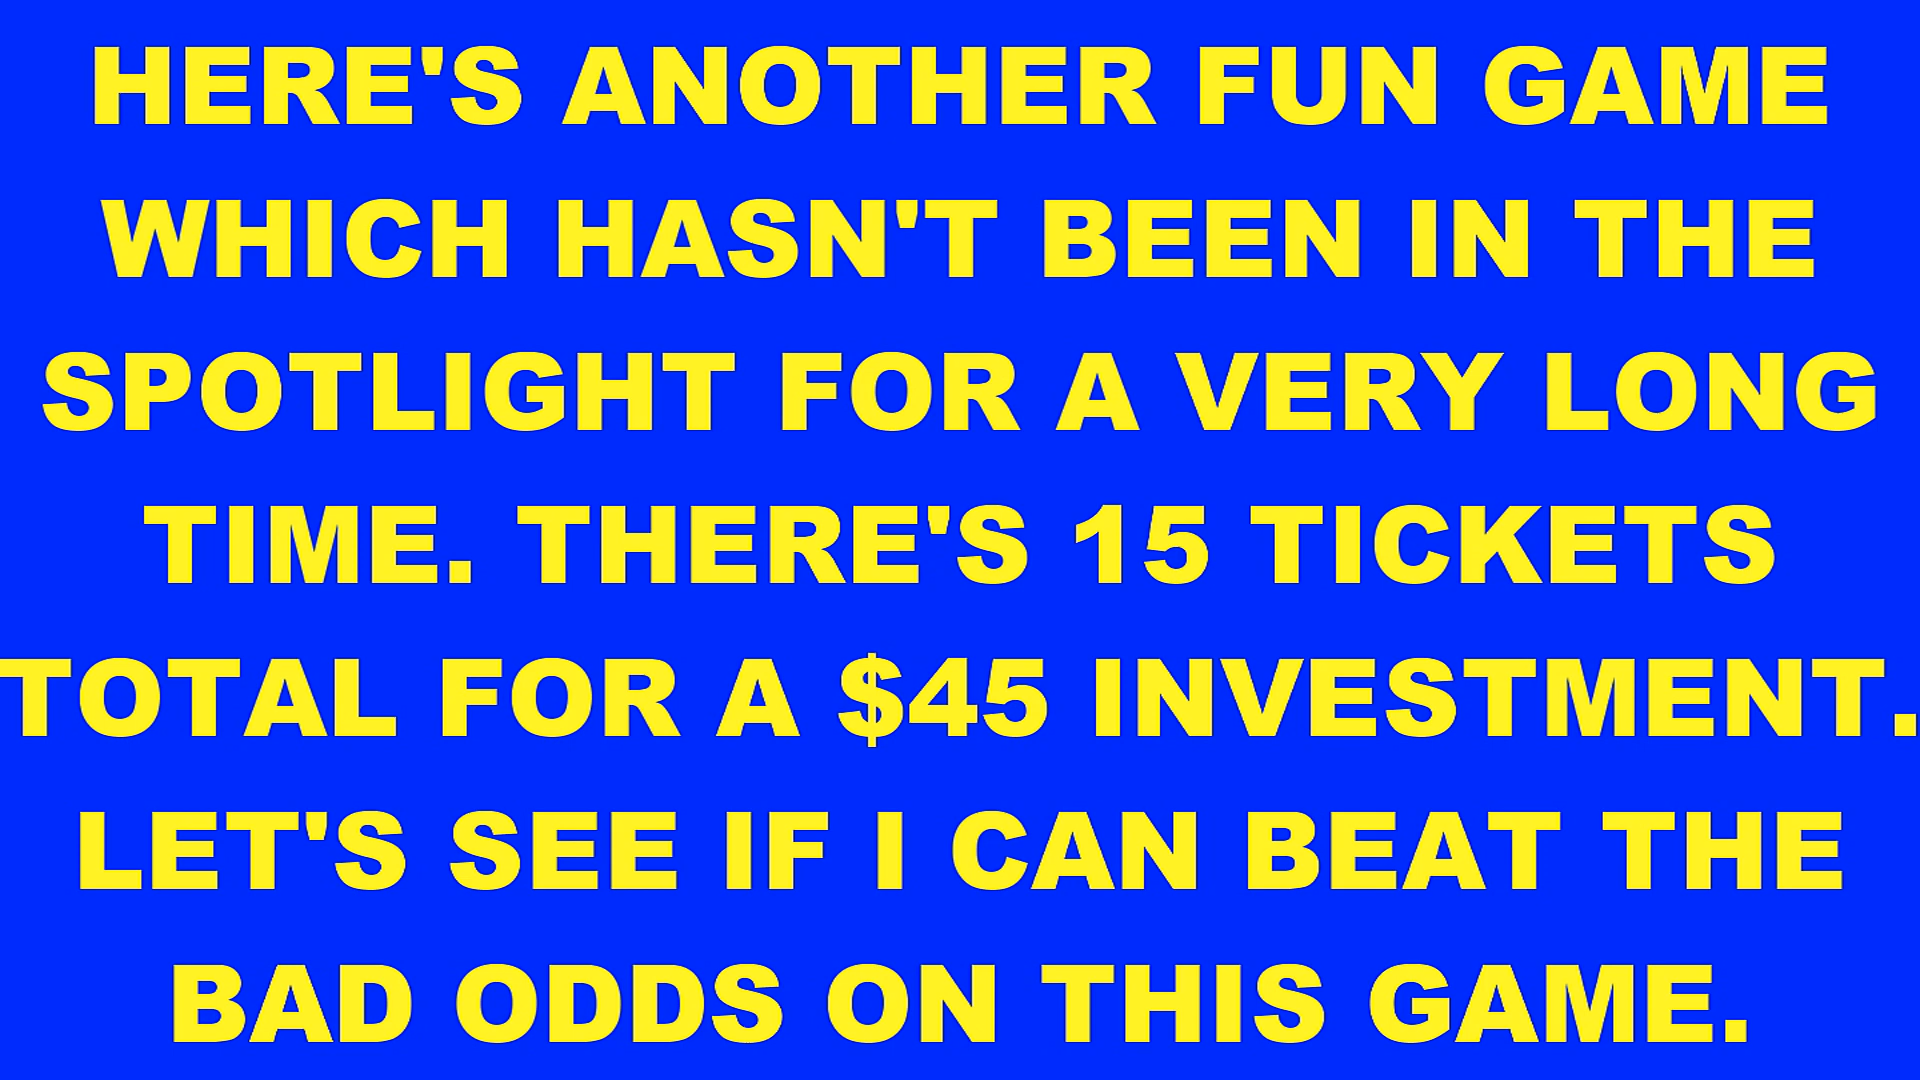 HERE'S ANOTHER FUN GAME
WHICH HASN'T BEEN IN THE
SPOTLIGHT FOR A VERY LONG
TIME. THERE'S 15 TICKETS
TOTAL FOR A $45 INVESTMENT.
LET'S SEE IF I CAN BEAT THE
BAD ODDS ON THIS GAME.